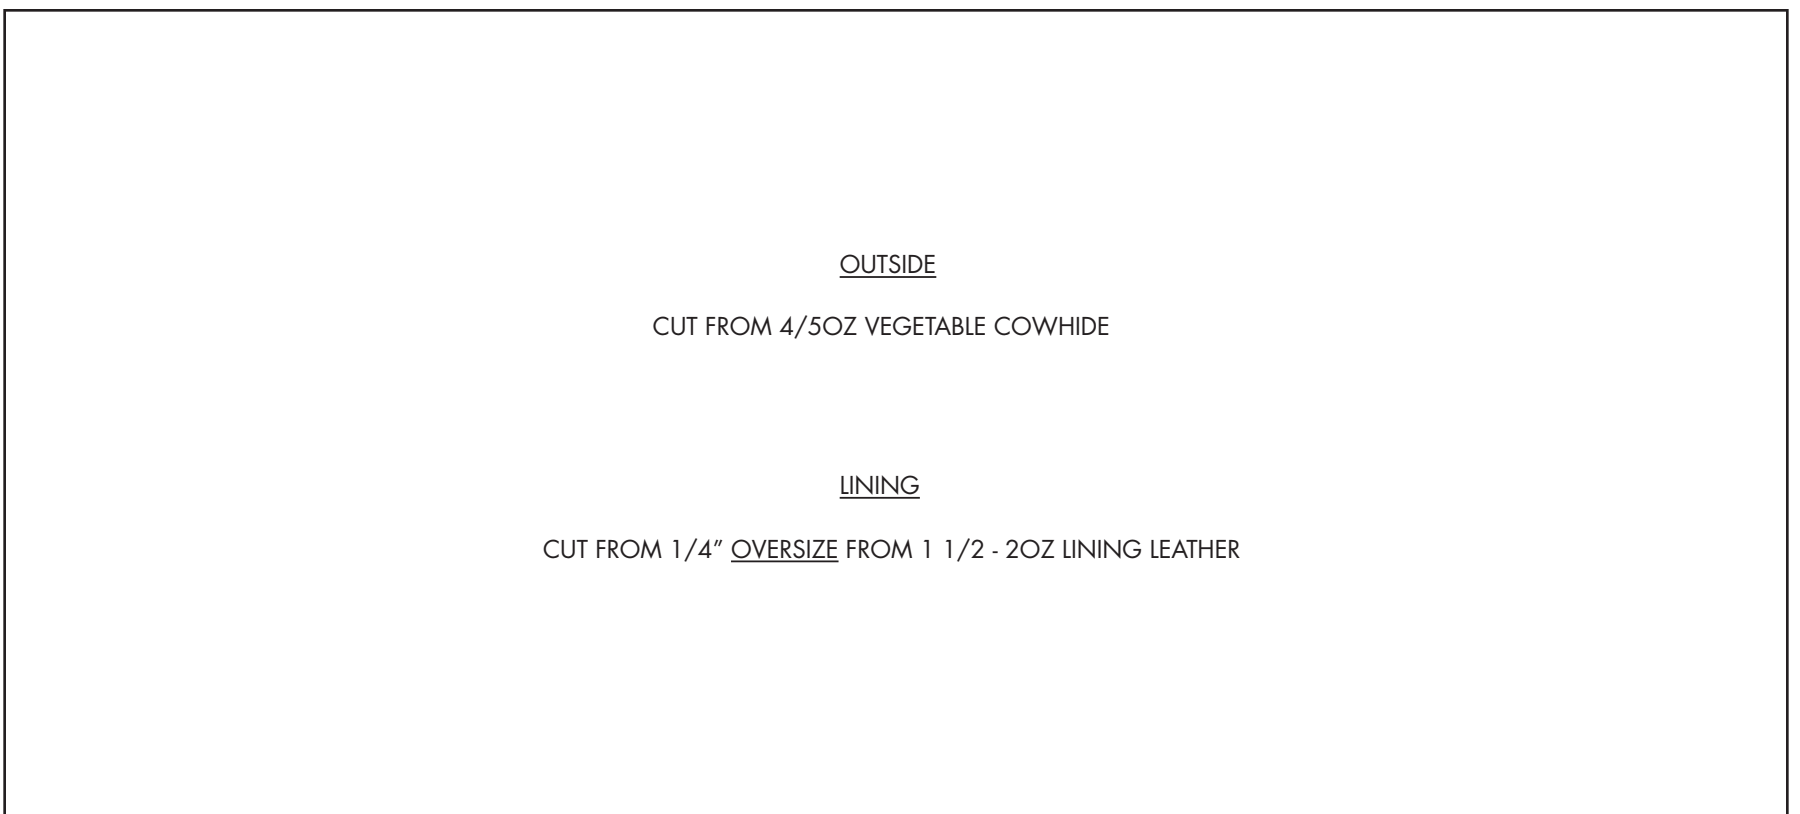 OUTSIDE
CUT FROM 4/5OZ VEGETABLE COWHIDE
LINING
CUT FROM 1/4” OVERSIZE FROM 1 1/2 - 2OZ LINING LEATHER